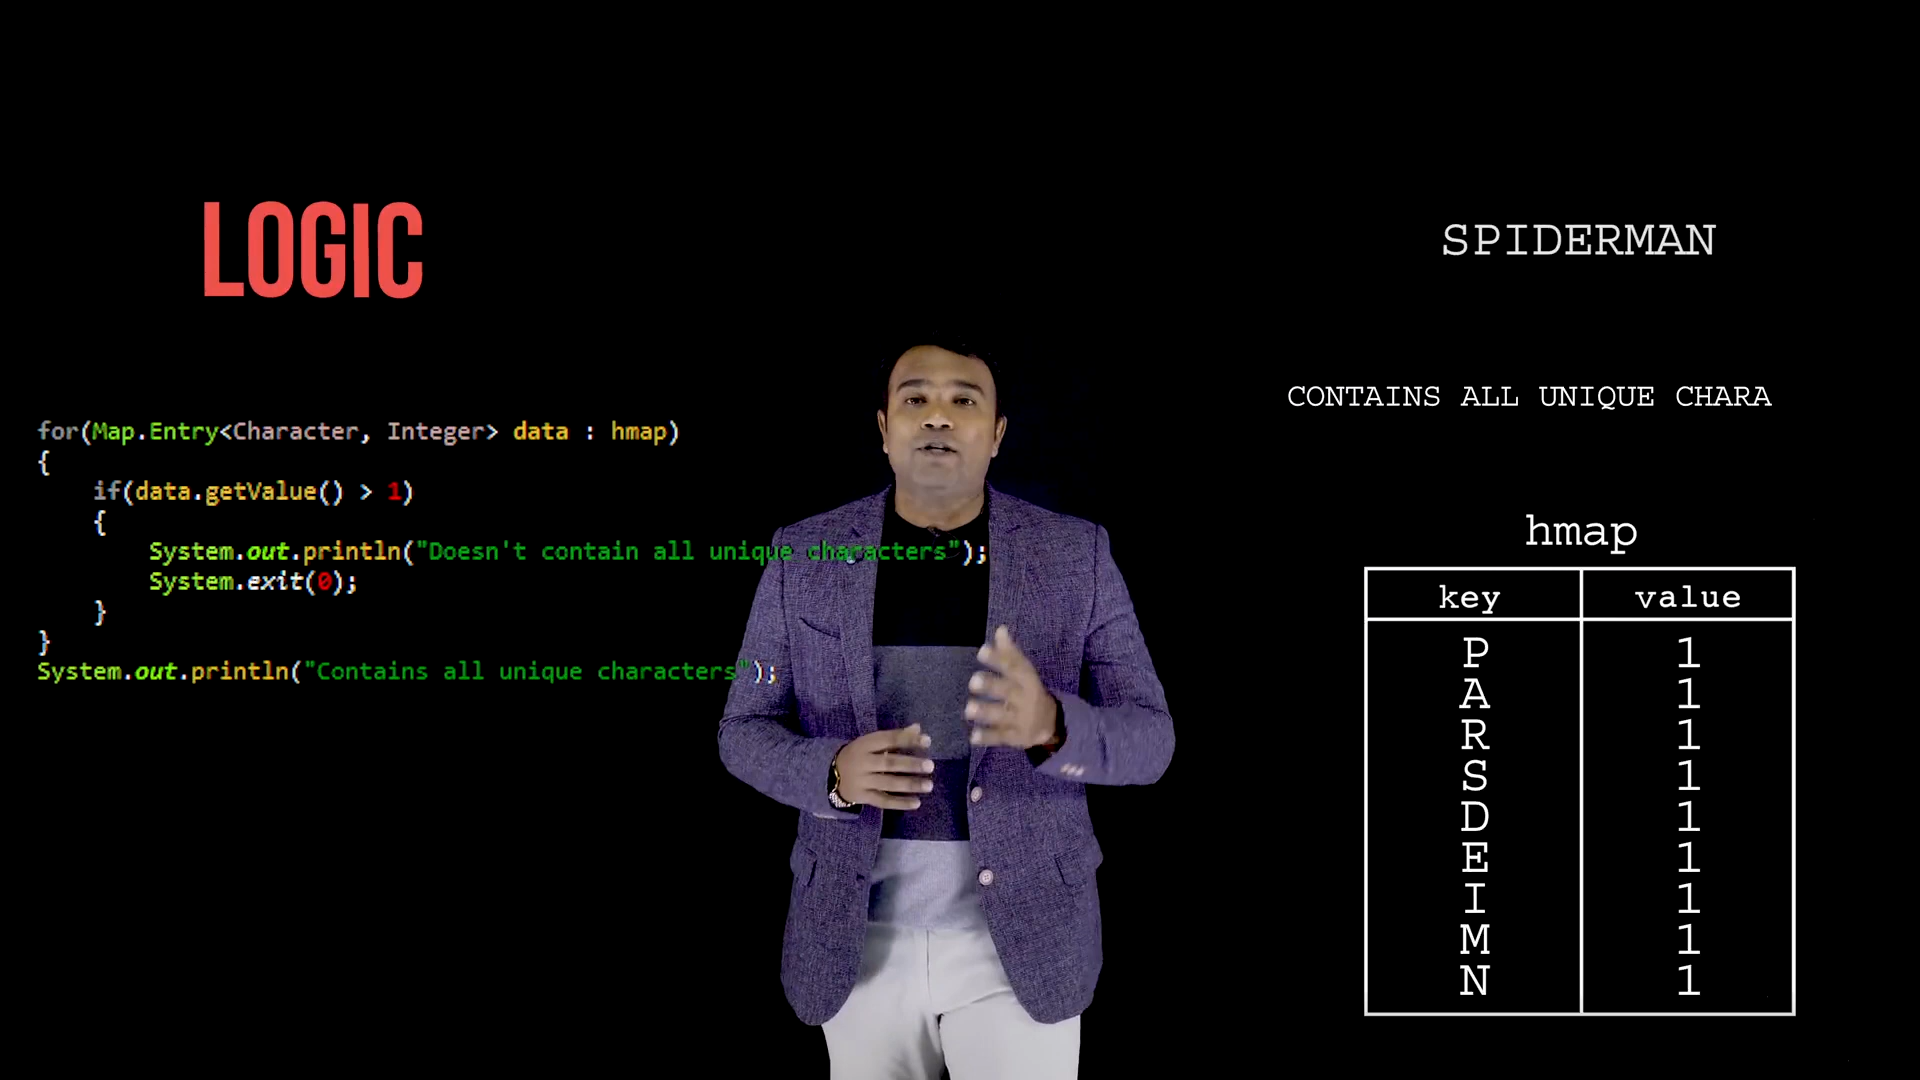 LOGIC
for(Map.Entry<Character, Integer> data : hmap)
{
if(data.getValue() > 1)
{
System.out.println("Doesn't contain all unique characters");
System.exit(0);
}
}
System.out.println("Contains all unique characters");
SPIDERMAN
CONTAINS ALL UNIQUE CHARA
hmap
key value
P 1
A 1
R 1
S 1
D 1
E 1
I 1
M 1
N 1